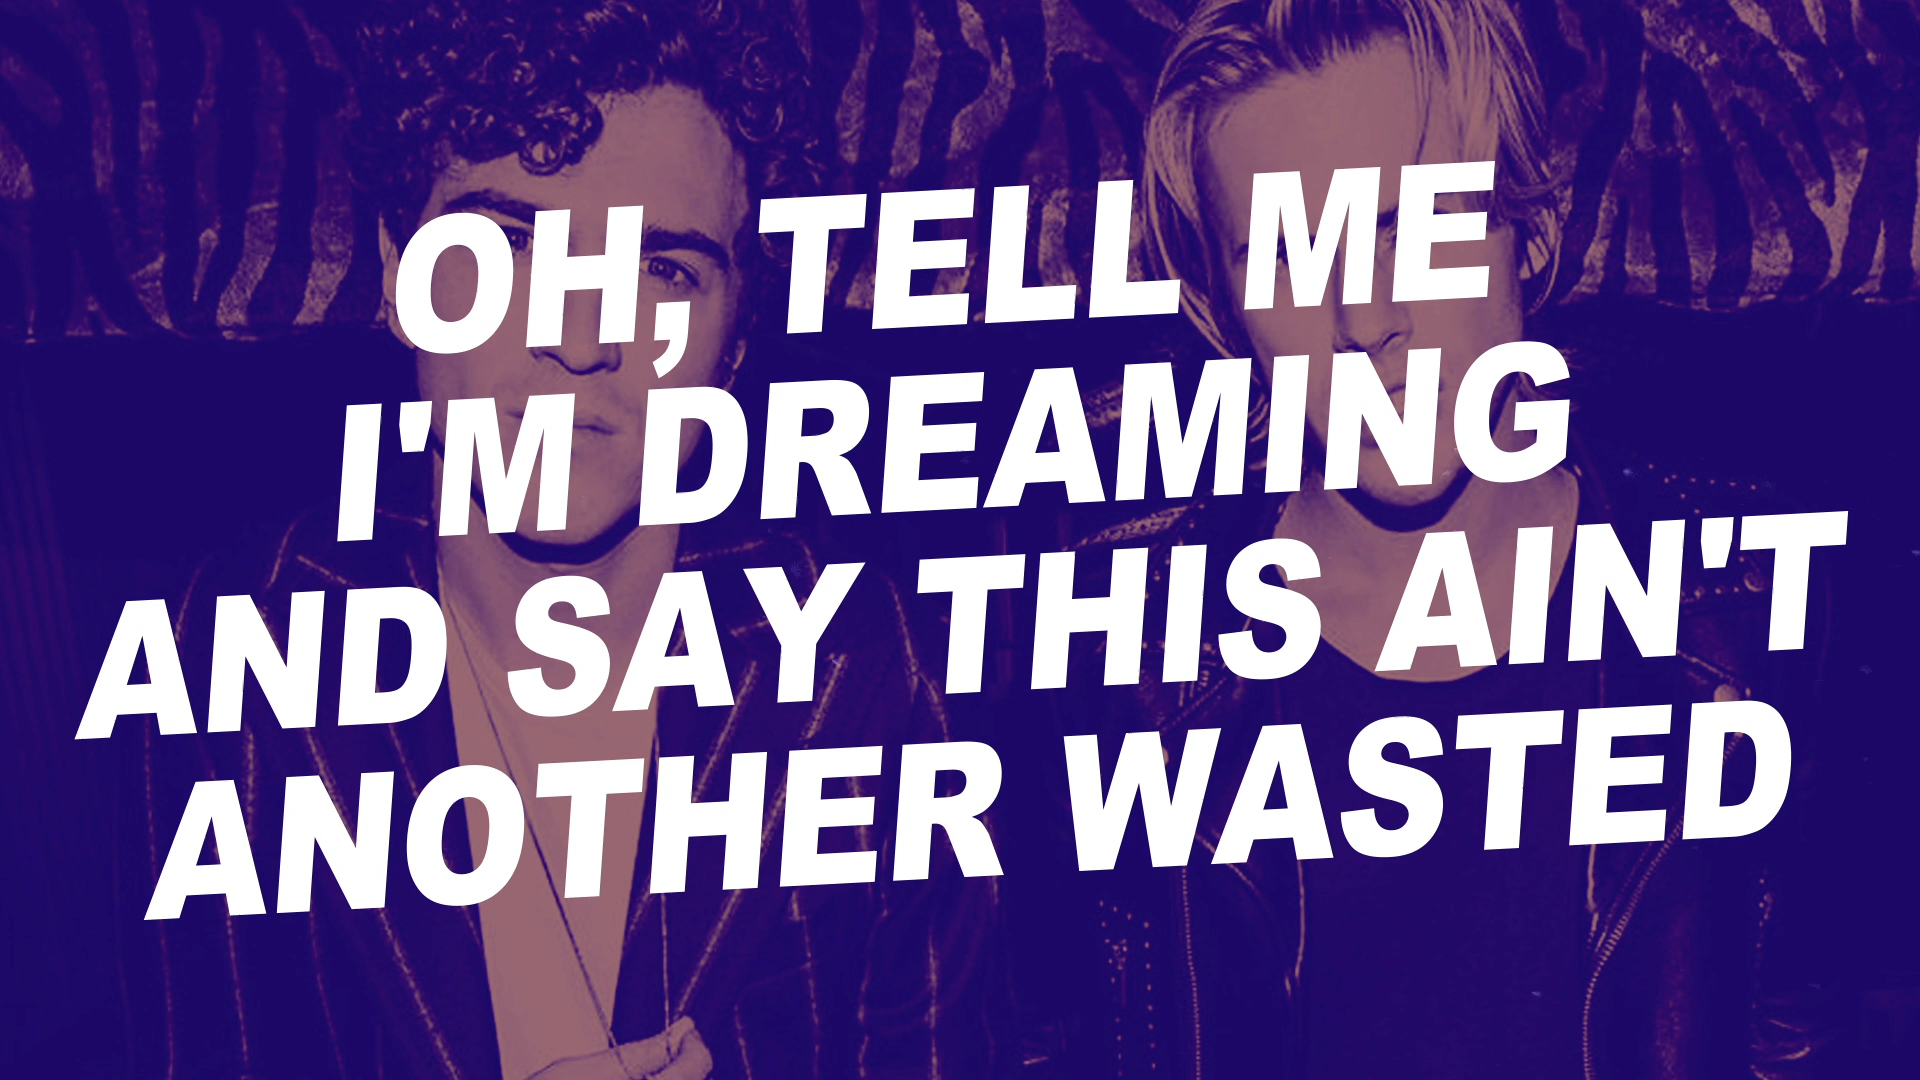 OH, TELL ME
I'M DREAMING
AND SAY THIS AIN'T
ANOTHER WASTED